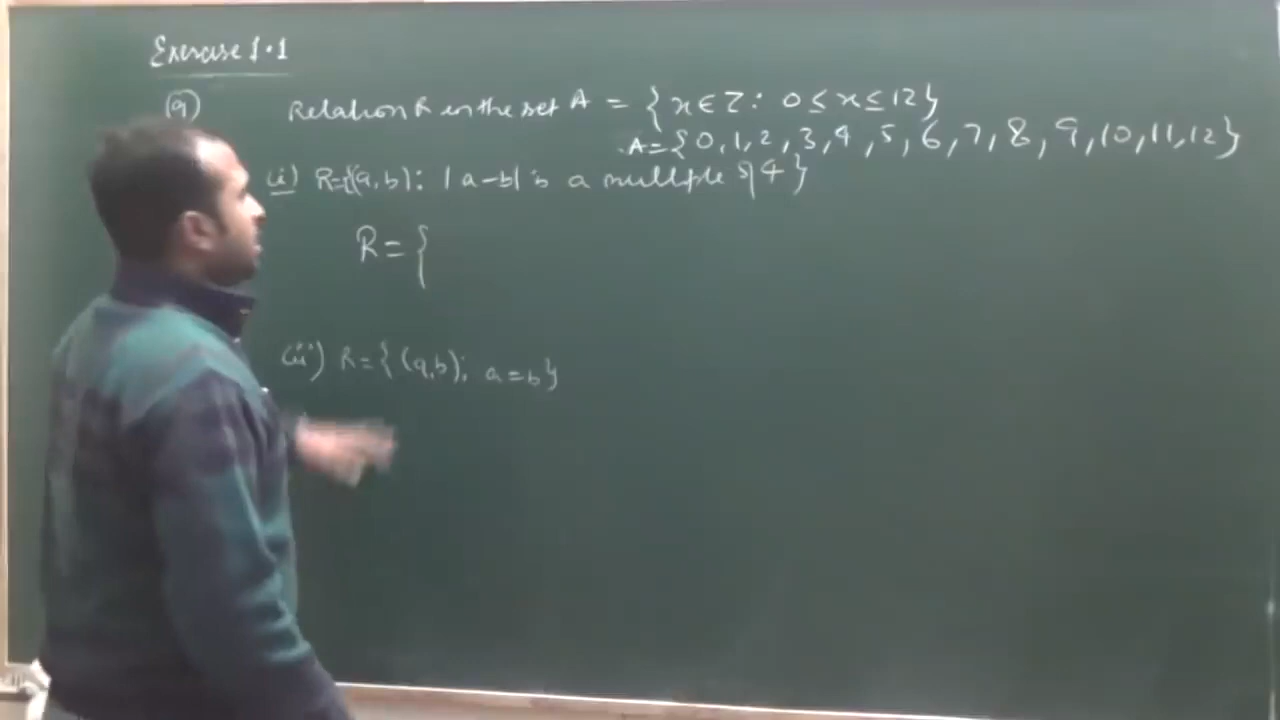 Exercise 1.1
(9) Relation R in the set A = {x ∈ Z : 0 ≤ x ≤ 12}
A = {0, 1, 2, 3, 4, 5, 6, 7, 8, 9, 10, 11, 12}
(i) R={(a,b): |a-b| is a multiple of 4}
R = {
(ii) R = {(a,b); a = b}